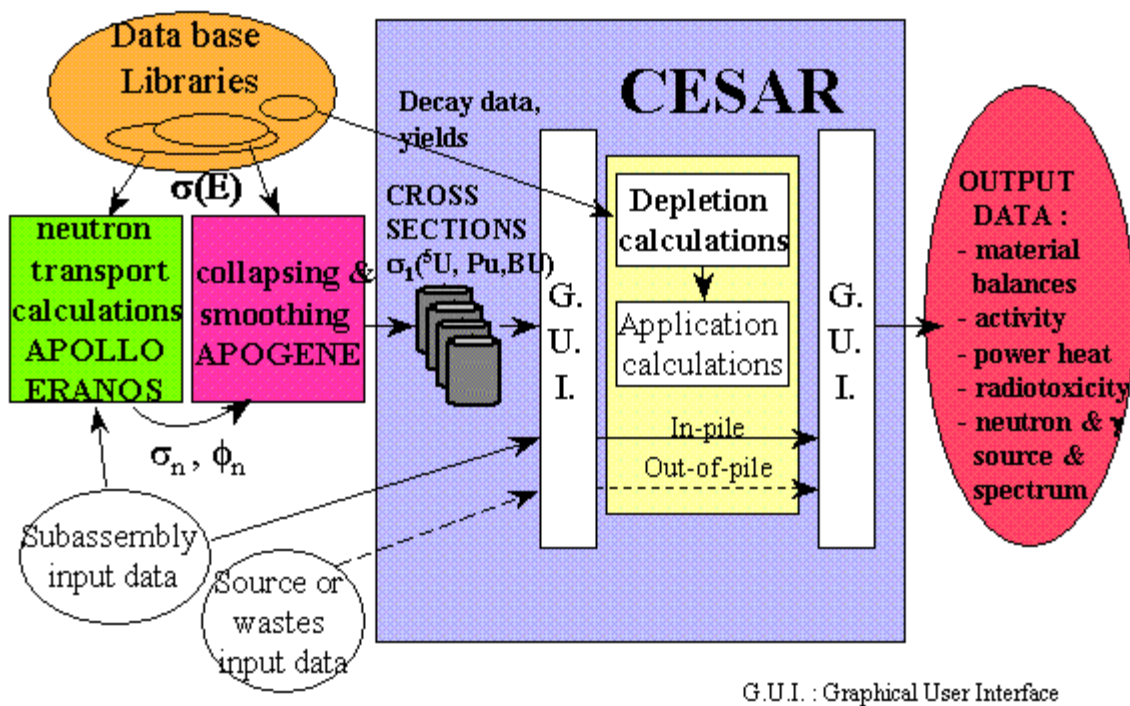 Data base
Libraries
σ(E)
neutron
transport
calculations
APOLLO
ERANOS
collapsing &
smoothing
APOGENE
σn , ϕn
Subassembly
input data
Source or
wastes
input data
CESAR
Decay data,
yields
CROSS
SECTIONS
σ1(⁵U, Pu,BU)
G.
U.
I.
Depletion
calculations
Application
calculations
In-pile
Out-of-pile
G.
U.
I.
OUTPUT
DATA :
- material
balances
- activity
- power heat
- radiotoxicity
- neutron & γ
source &
spectrum
G.U.I. : Graphical User Interface